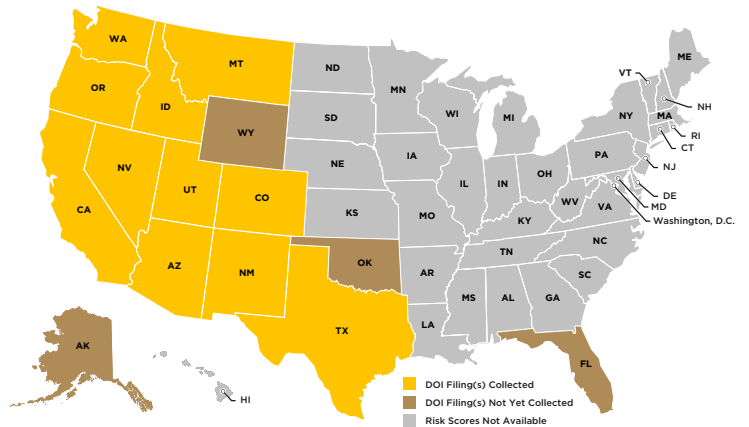 WA
MT
ND
MN
VT
ME
OR
ID
SD
WI
MI
NY
MA
NH
RI
CT
WY
NE
IA
PA
NJ
NV
UT
CO
IL
IN
OH
DE
MD
CA
KS
MO
KY
WV
VA
Washington, D.C.
AZ
NM
OK
AR
TN
NC
SC
TX
LA
MS
AL
GA
AK
HI
FL
DOI Filing(s) Collected
DOI Filing(s) Not Yet Collected
Risk Scores Not Available